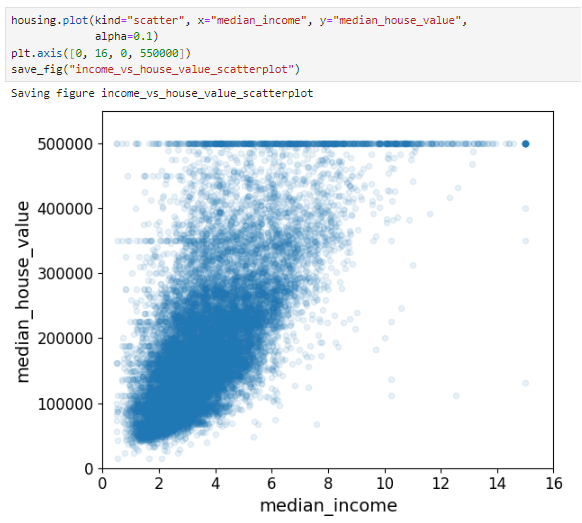 housing.plot(kind="scatter", x="median_income", y="median_house_value",
alpha=0.1)
plt.axis([0, 16, 0, 550000])
save_fig("income_vs_house_value_scatterplot")
Saving figure income_vs_house_value_scatterplot
500000
400000
300000
200000
100000
0
median_house_value
0 2 4 6 8 10 12 14 16
median_income